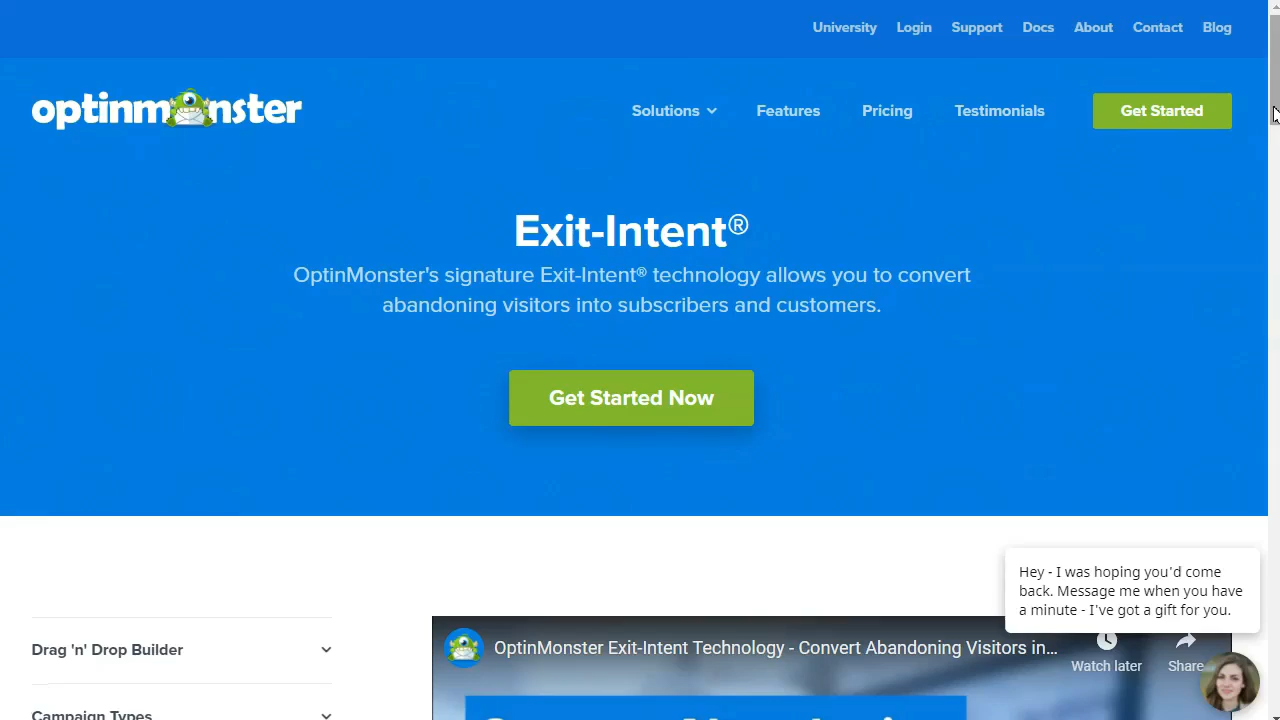 University Login Support Docs About Contact Blog
optinmonster Solutions Features Pricing Testimonials Get Started
Exit-Intent®
OptinMonster's signature Exit-Intent® technology allows you to convert
abandoning visitors into subscribers and customers.
Get Started Now
Hey - I was hoping you'd come
back. Message me when you have
a minute - I've got a gift for you.
Drag 'n' Drop Builder
OptinMonster Exit-Intent Technology - Convert Abandoning Visitors in...
Watch later Share
Campaign Types